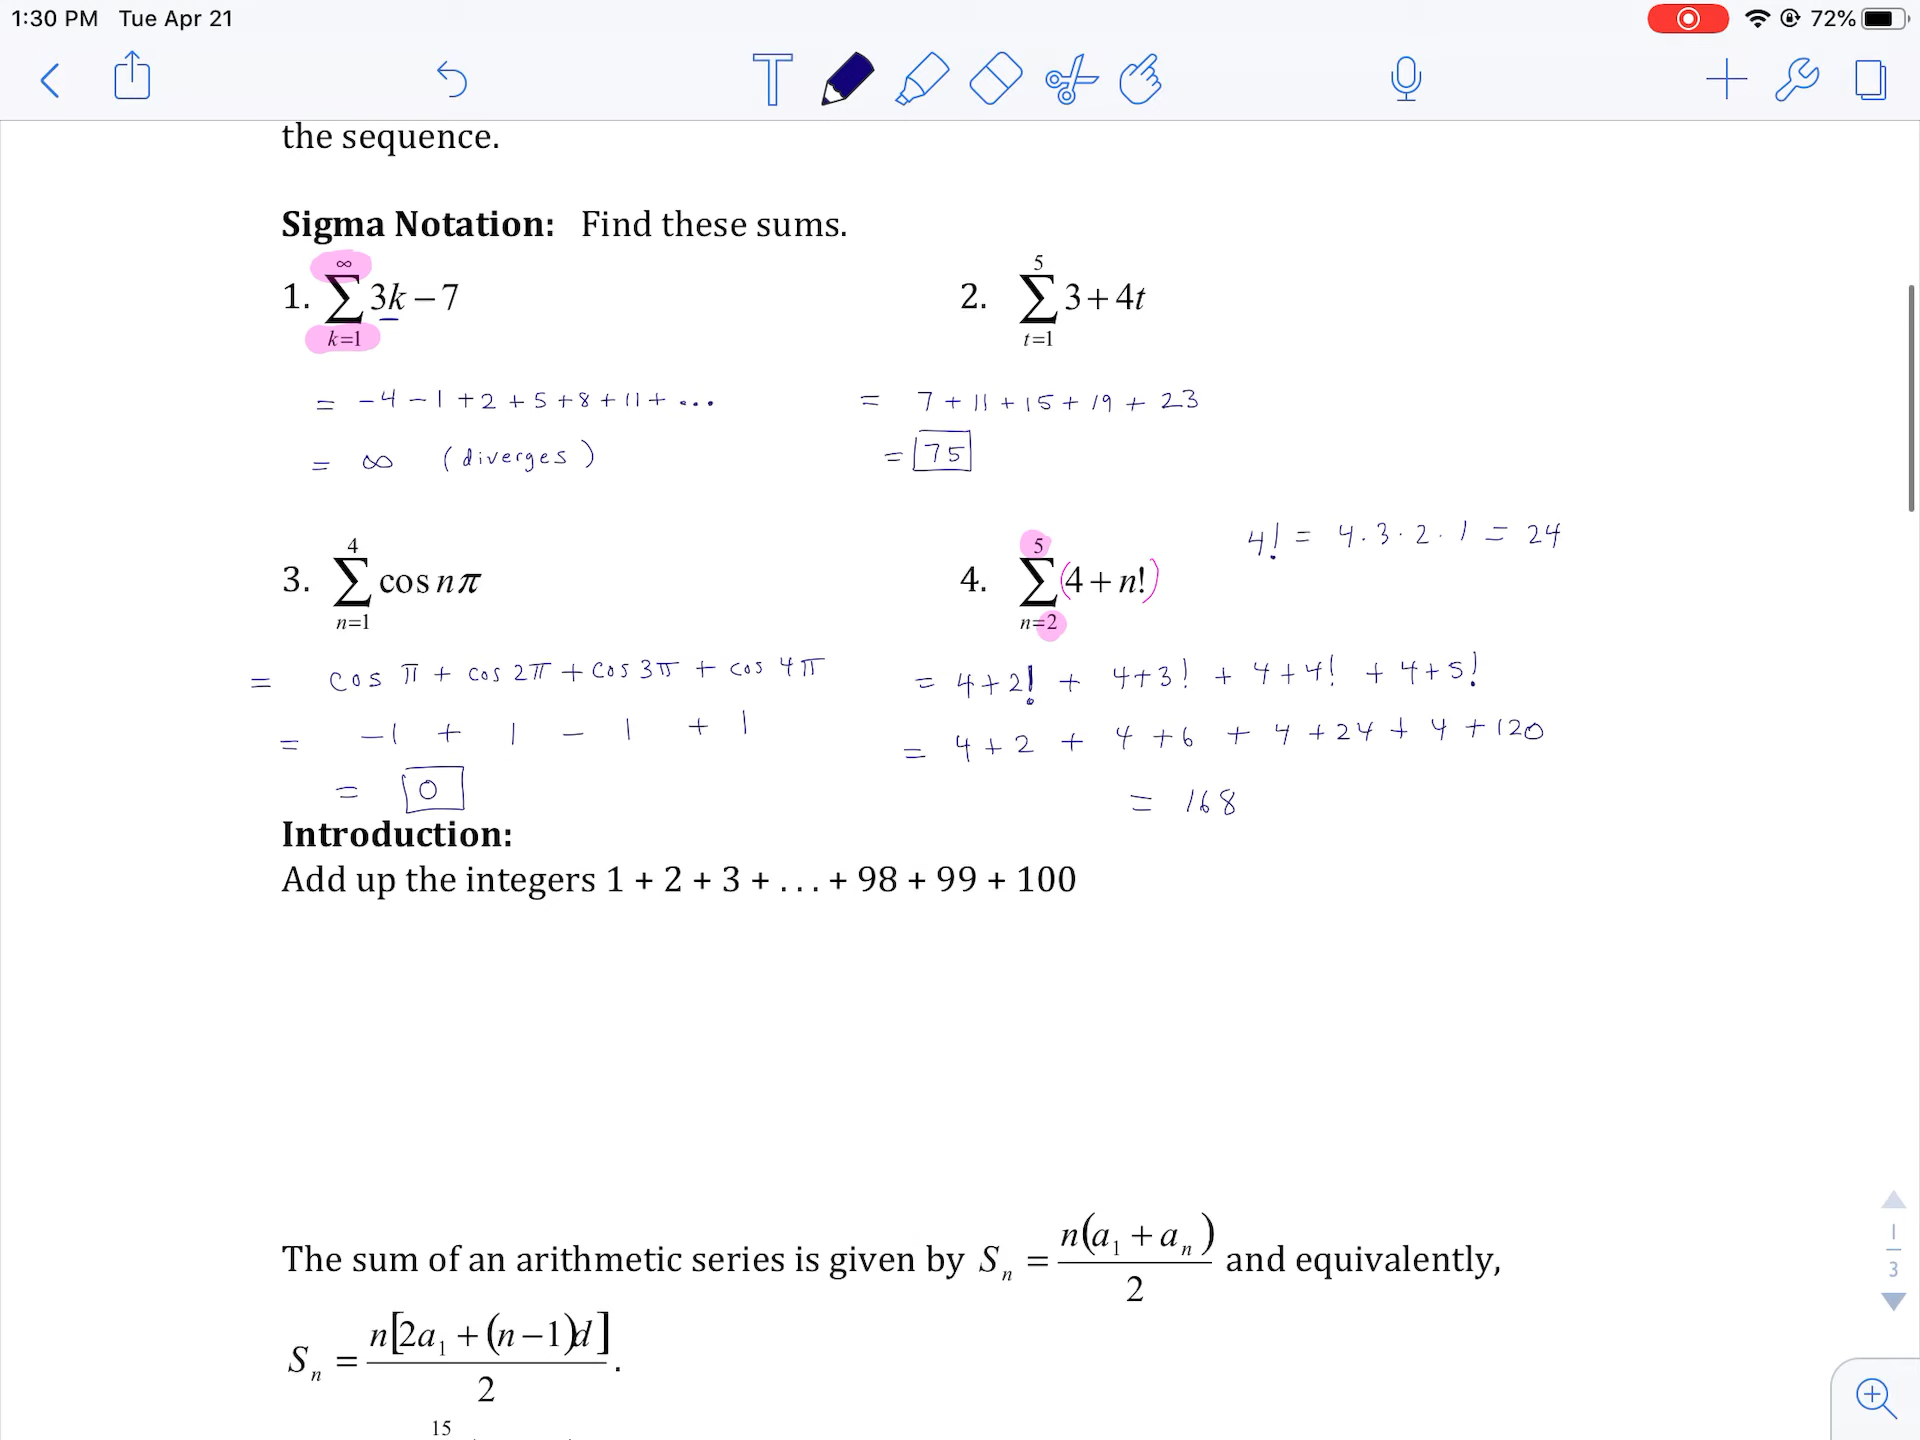 1:30 PM Tue Apr 21 72%
T
the sequence.
Sigma Notation: Find these sums.
1. ∞ ∑ k=1 3k − 7
2. 5 ∑ t=1 3 + 4t
= −4 − 1 + 2 + 5 + 8 + 11 + ...
= 7 + 11 + 15 + 19 + 23
= ∞ (diverges)
= 75
4! = 4·3·2·1 = 24
3. 4 ∑ n=1 cos nπ
4. 5 ∑ n=2 (4 + n!)
= cos π + cos 2π + cos 3π + cos 4π
= 4+2! + 4+3! + 4+4! + 4+5!
= −1 + 1 − 1 + 1
= 4+2 + 4+6 + 4+24 + 4+120
= 0
= 168
Introduction:
Add up the integers 1 + 2 + 3 + . . . + 98 + 99 + 100
The sum of an arithmetic series is given by Sₙ = n(a₁ + aₙ) / 2 and equivalently,
Sₙ = n[2a₁ + (n − 1)d] / 2 .
1/3
15